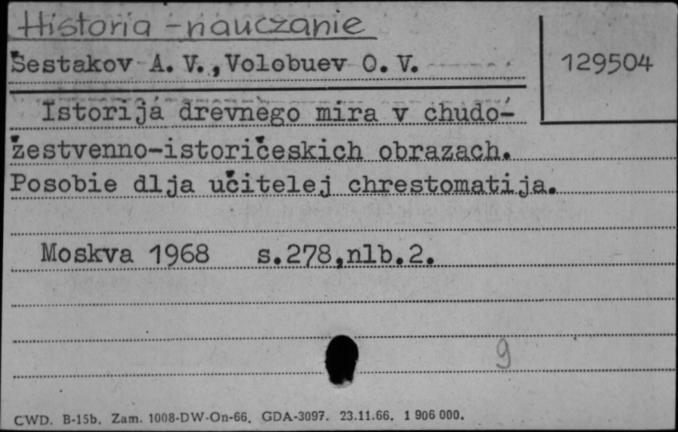 Historia - nauczanie
Šestakov A. V., Volobuev O. V.
129504
Istorija drevnego mira v chudo-
žestvenno-istoričeskich obrazach.
Posobie dlja učitelej chrestomatija.
Moskva 1968 s.278,nlb.2.
9
CWD. B-15b. Zam. 1008-DW-On-66. GDA-3097. 23.11.66. 1 906 000.